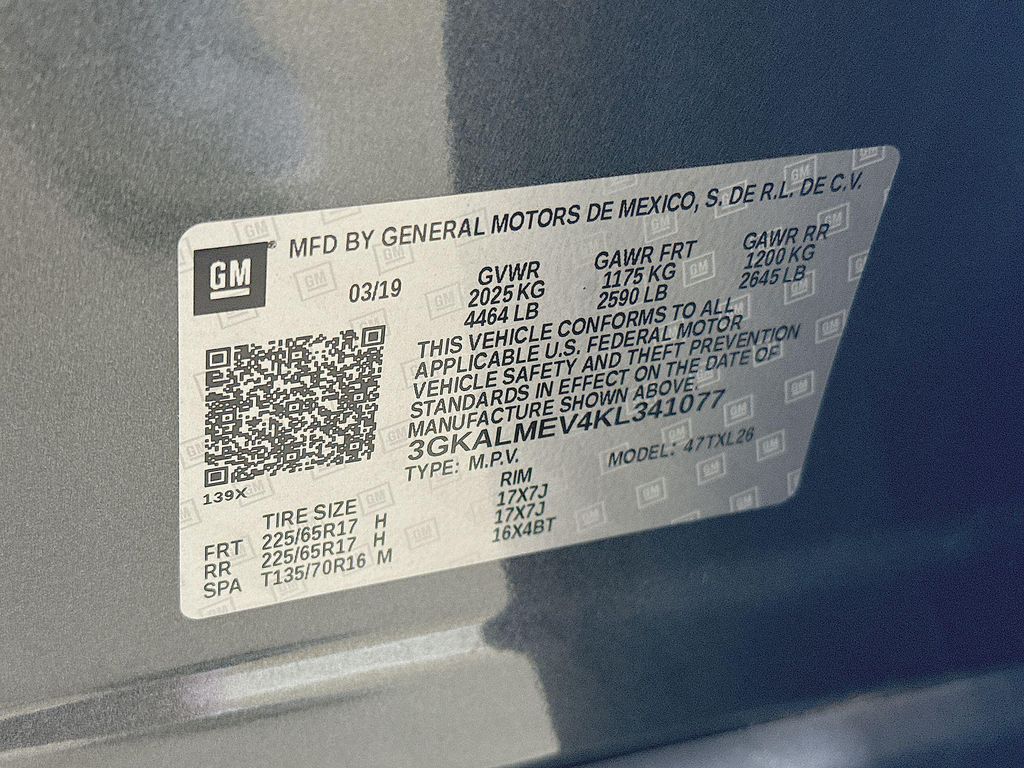 GM
MFD BY GENERAL MOTORS DE MEXICO, S. DE R.L. DE C.V.
03/19 GVWR GAWR FRT GAWR RR
2025 KG 1175 KG 1200 KG
4464 LB 2590 LB 2645 LB
THIS VEHICLE CONFORMS TO ALL
APPLICABLE U.S. FEDERAL MOTOR
VEHICLE SAFETY AND THEFT PREVENTION
STANDARDS IN EFFECT ON THE DATE OF
MANUFACTURE SHOWN ABOVE.
3GKALMEV4KL341077
TYPE: M.P.V. MODEL: 47TXL26
139X
TIRE SIZE RIM
FRT 225/65R17 H 17X7J
RR 225/65R17 H 17X7J
SPA T135/70R16 M 16X4BT